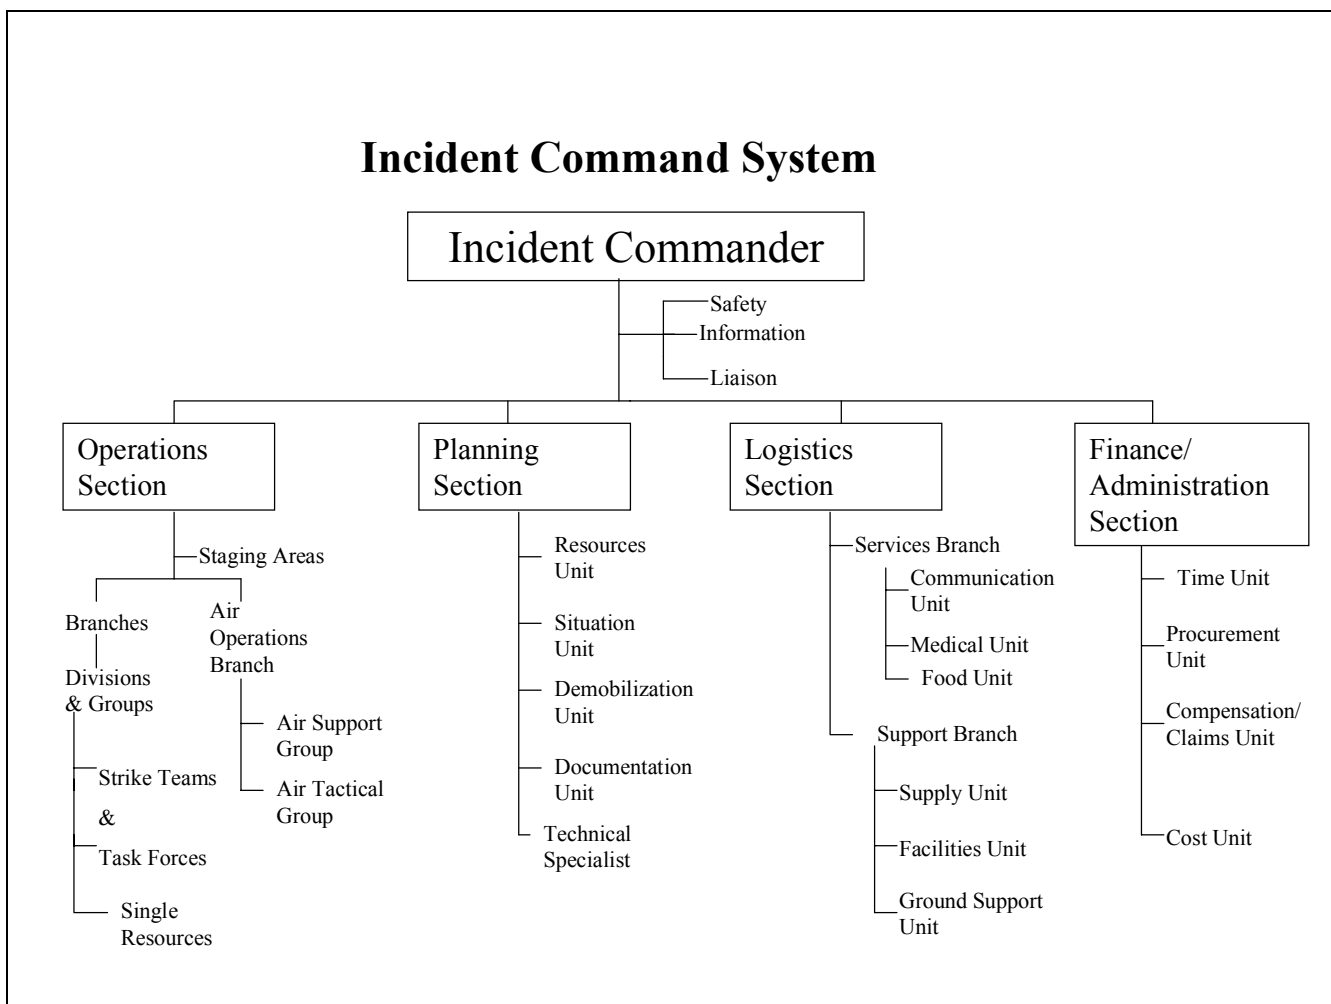 Incident Command System
Incident Commander
Safety
Information
Liaison
Operations
Section
Staging Areas
Branches
Divisions
& Groups
Strike Teams
&
Task Forces
Single
Resources
Air
Operations
Branch
Air Support
Group
Air Tactical
Group
Planning
Section
Resources
Unit
Situation
Unit
Demobilization
Unit
Documentation
Unit
Technical
Specialist
Logistics
Section
Services Branch
Communication
Unit
Medical Unit
Food Unit
Support Branch
Supply Unit
Facilities Unit
Ground Support
Unit
Finance/
Administration
Section
Time Unit
Procurement
Unit
Compensation/
Claims Unit
Cost Unit